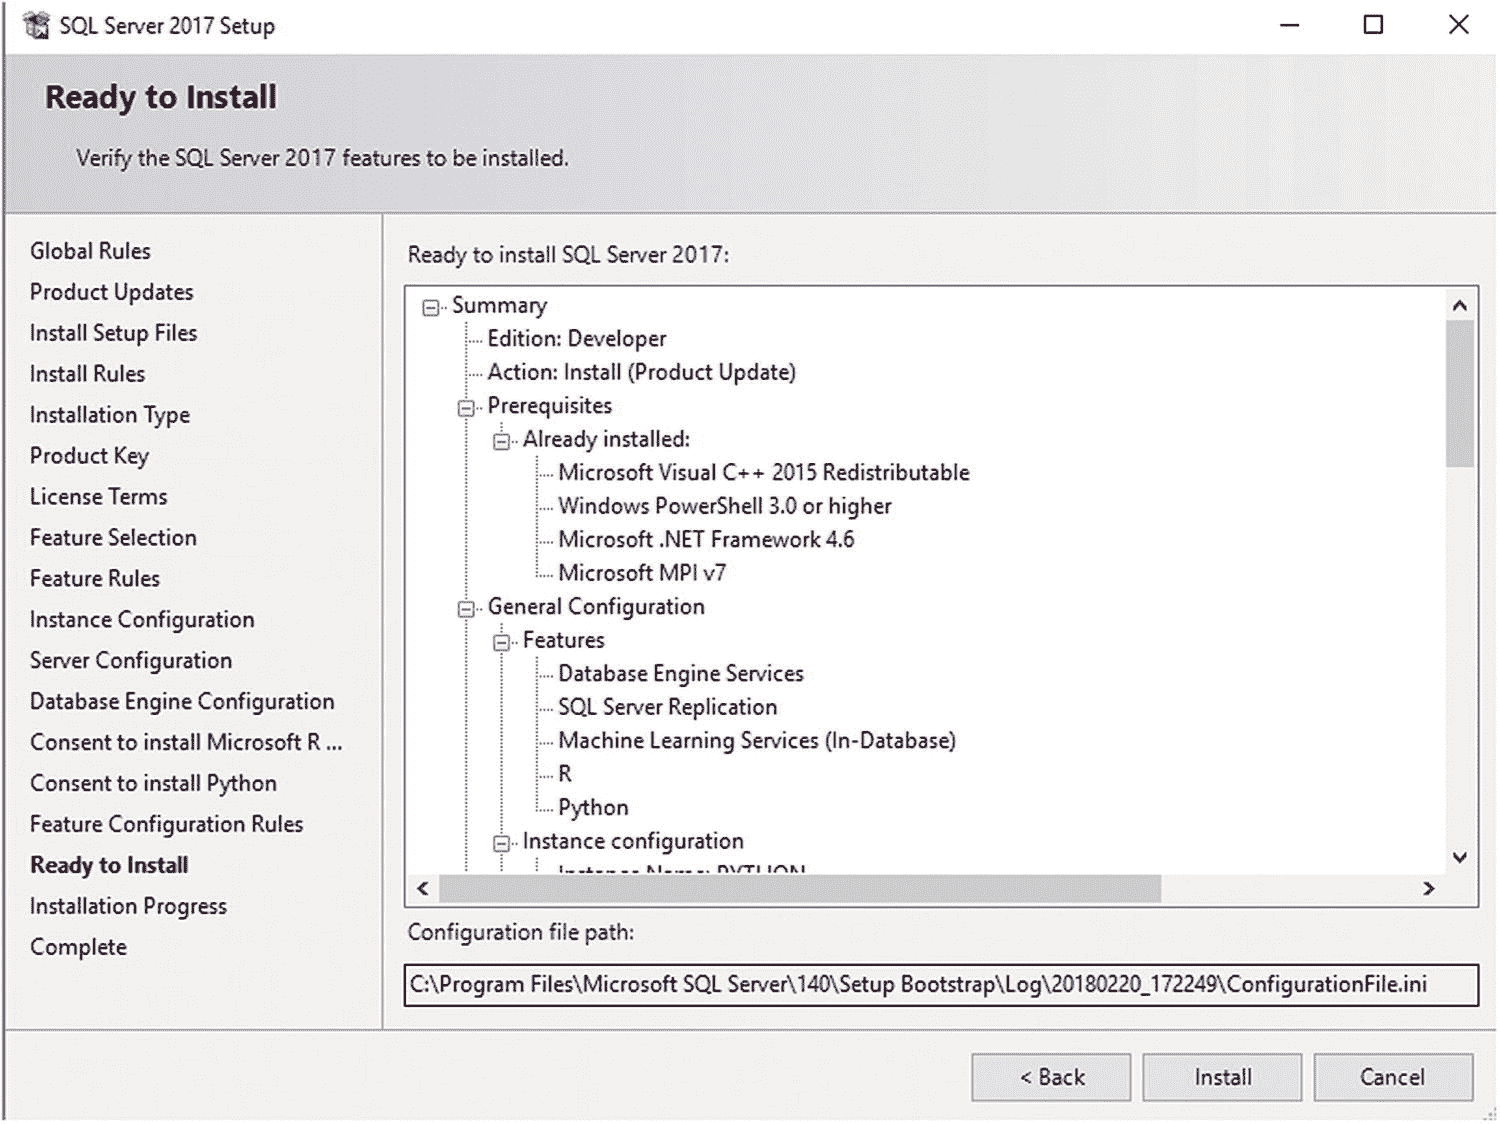 SQL Server 2017 Setup
Ready to Install
Verify the SQL Server 2017 features to be installed.
Global Rules
Product Updates
Install Setup Files
Install Rules
Installation Type
Product Key
License Terms
Feature Selection
Feature Rules
Instance Configuration
Server Configuration
Database Engine Configuration
Consent to install Microsoft R ...
Consent to install Python
Feature Configuration Rules
Ready to Install
Installation Progress
Complete
Ready to install SQL Server 2017:
Summary
Edition: Developer
Action: Install (Product Update)
Prerequisites
Already installed:
Microsoft Visual C++ 2015 Redistributable
Windows PowerShell 3.0 or higher
Microsoft .NET Framework 4.6
Microsoft MPI v7
General Configuration
Features
Database Engine Services
SQL Server Replication
Machine Learning Services (In-Database)
R
Python
Instance configuration
Instance Name: PYTHON
Configuration file path:
C:\Program Files\Microsoft SQL Server\140\Setup Bootstrap\Log\20180220_172249\ConfigurationFile.ini
< Back
Install
Cancel